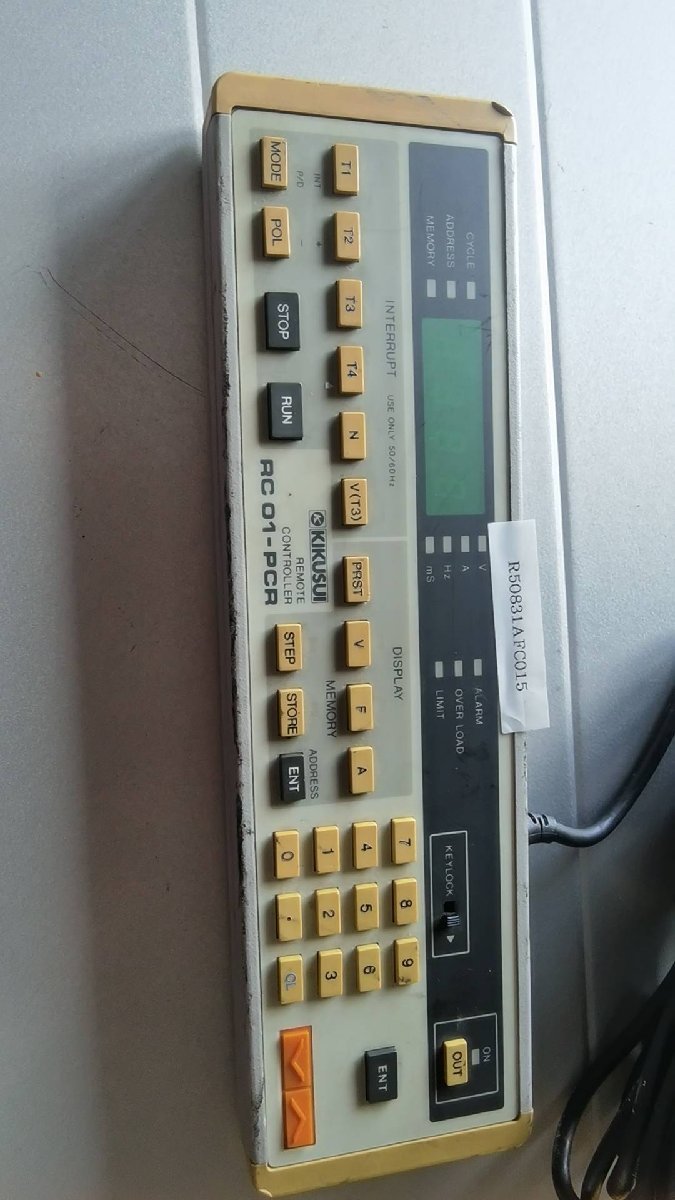 CYCLE
ADDRESS
MEMORY
V
A
Hz
mS
ALARM
OVER LOAD
LIMIT
KEYLOCK
ON
OUT
R50831AFC015
INTERRUPT USE ONLY 50/60Hz
DISPLAY
T1 T2 T3 T4 N V(T3) PRST V F A
INT + 
P/D -
MODE POL STOP RUN
KIKUSUI
REMOTE
CONTROLLER
RC 01-PCR
MEMORY
ADDRESS
STEP STORE ENT
7 8 9
4 5 6
1 2 3
0 . CL
ENT